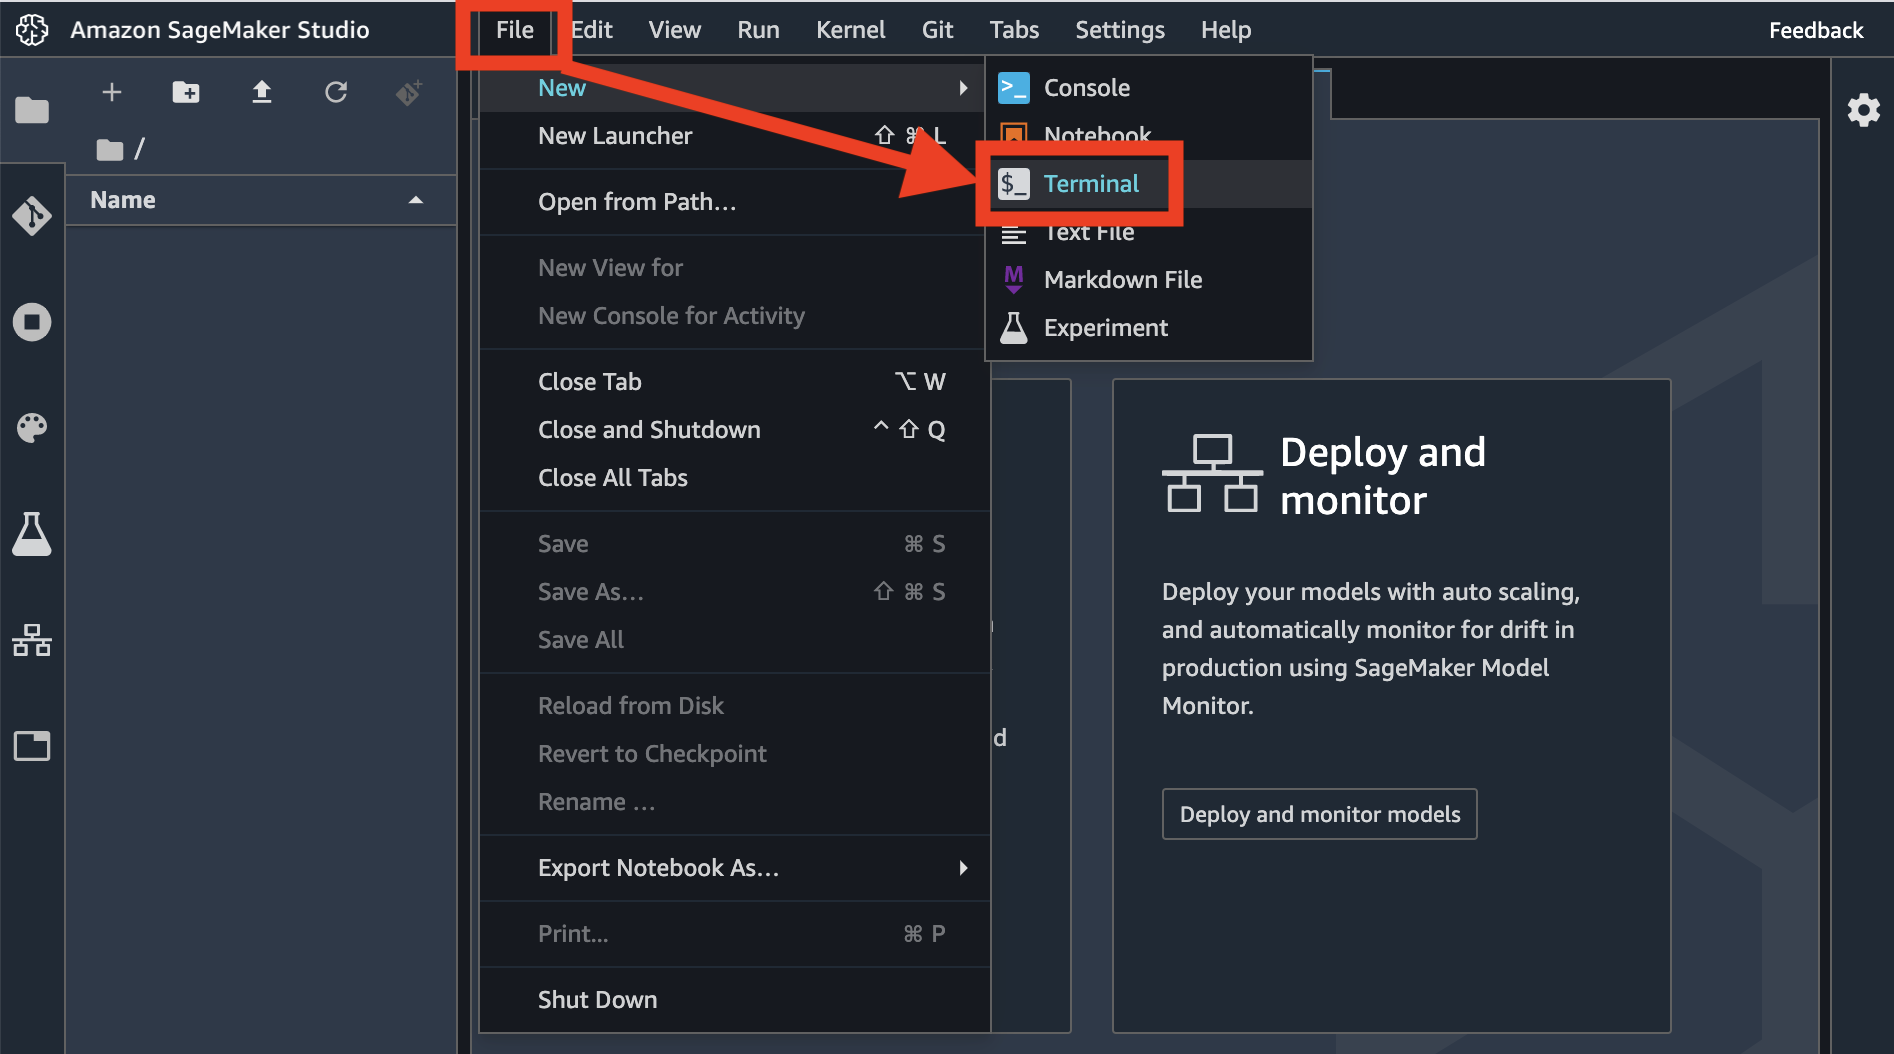 Amazon SageMaker Studio
File Edit View Run Kernel Git Tabs Settings Help
Feedback
/
Name
New
New Launcher ⇧ ⌘ L
Open from Path…
New View for
New Console for Activity
Close Tab ⌥ W
Close and Shutdown ^ ⇧ Q
Close All Tabs
Save ⌘ S
Save As… ⇧ ⌘ S
Save All
Reload from Disk
Revert to Checkpoint
Rename …
Export Notebook As…
Print... ⌘ P
Shut Down
>_ Console
Notebook
$_ Terminal
Text File
M Markdown File
Experiment
d
Deploy and
monitor
Deploy your models with auto scaling,
and automatically monitor for drift in
production using SageMaker Model
Monitor.
Deploy and monitor models